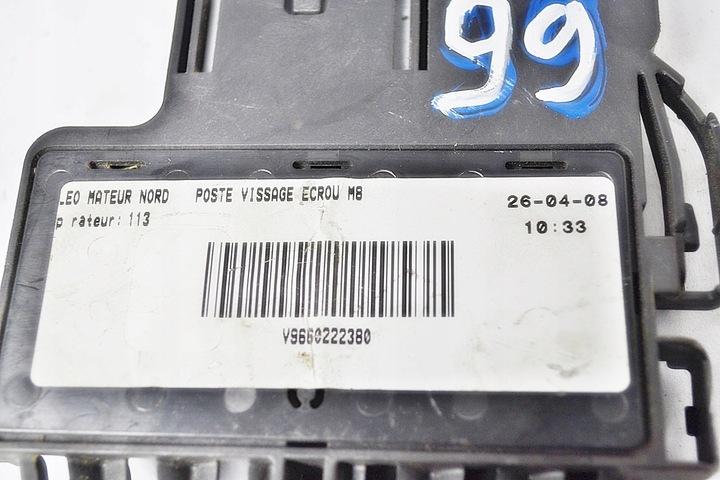 99
LEO MATEUR NORD POSTE VISSAGE ECROU M8 26-04-08
p rateur: 113 10:33
V9660222380